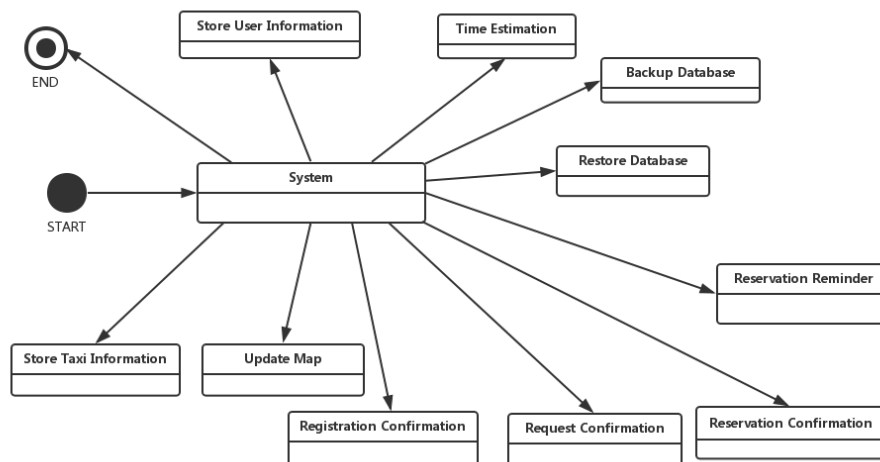 Store User Information
Time Estimation
END
Backup Database
Restore Database
System
START
Reservation Reminder
Store Taxi Information
Update Map
Registration Confirmation
Request Confirmation
Reservation Confirmation